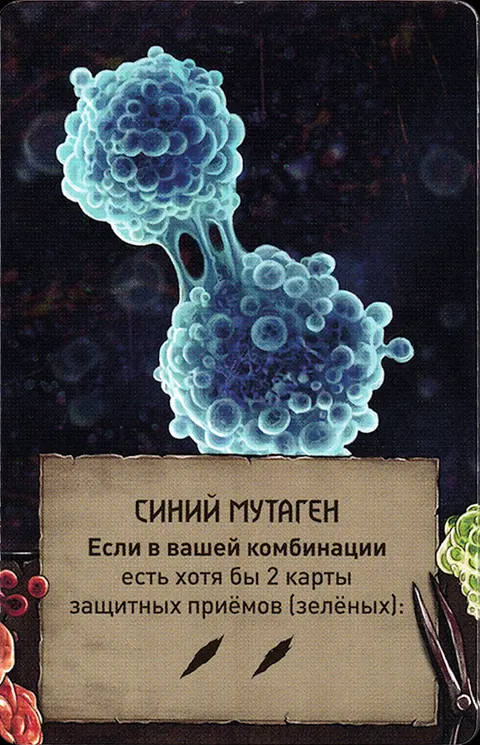 СИНИЙ МУТАГЕН
Если в вашей комбинации
есть хотя бы 2 карты
защитных приёмов (зелёных):